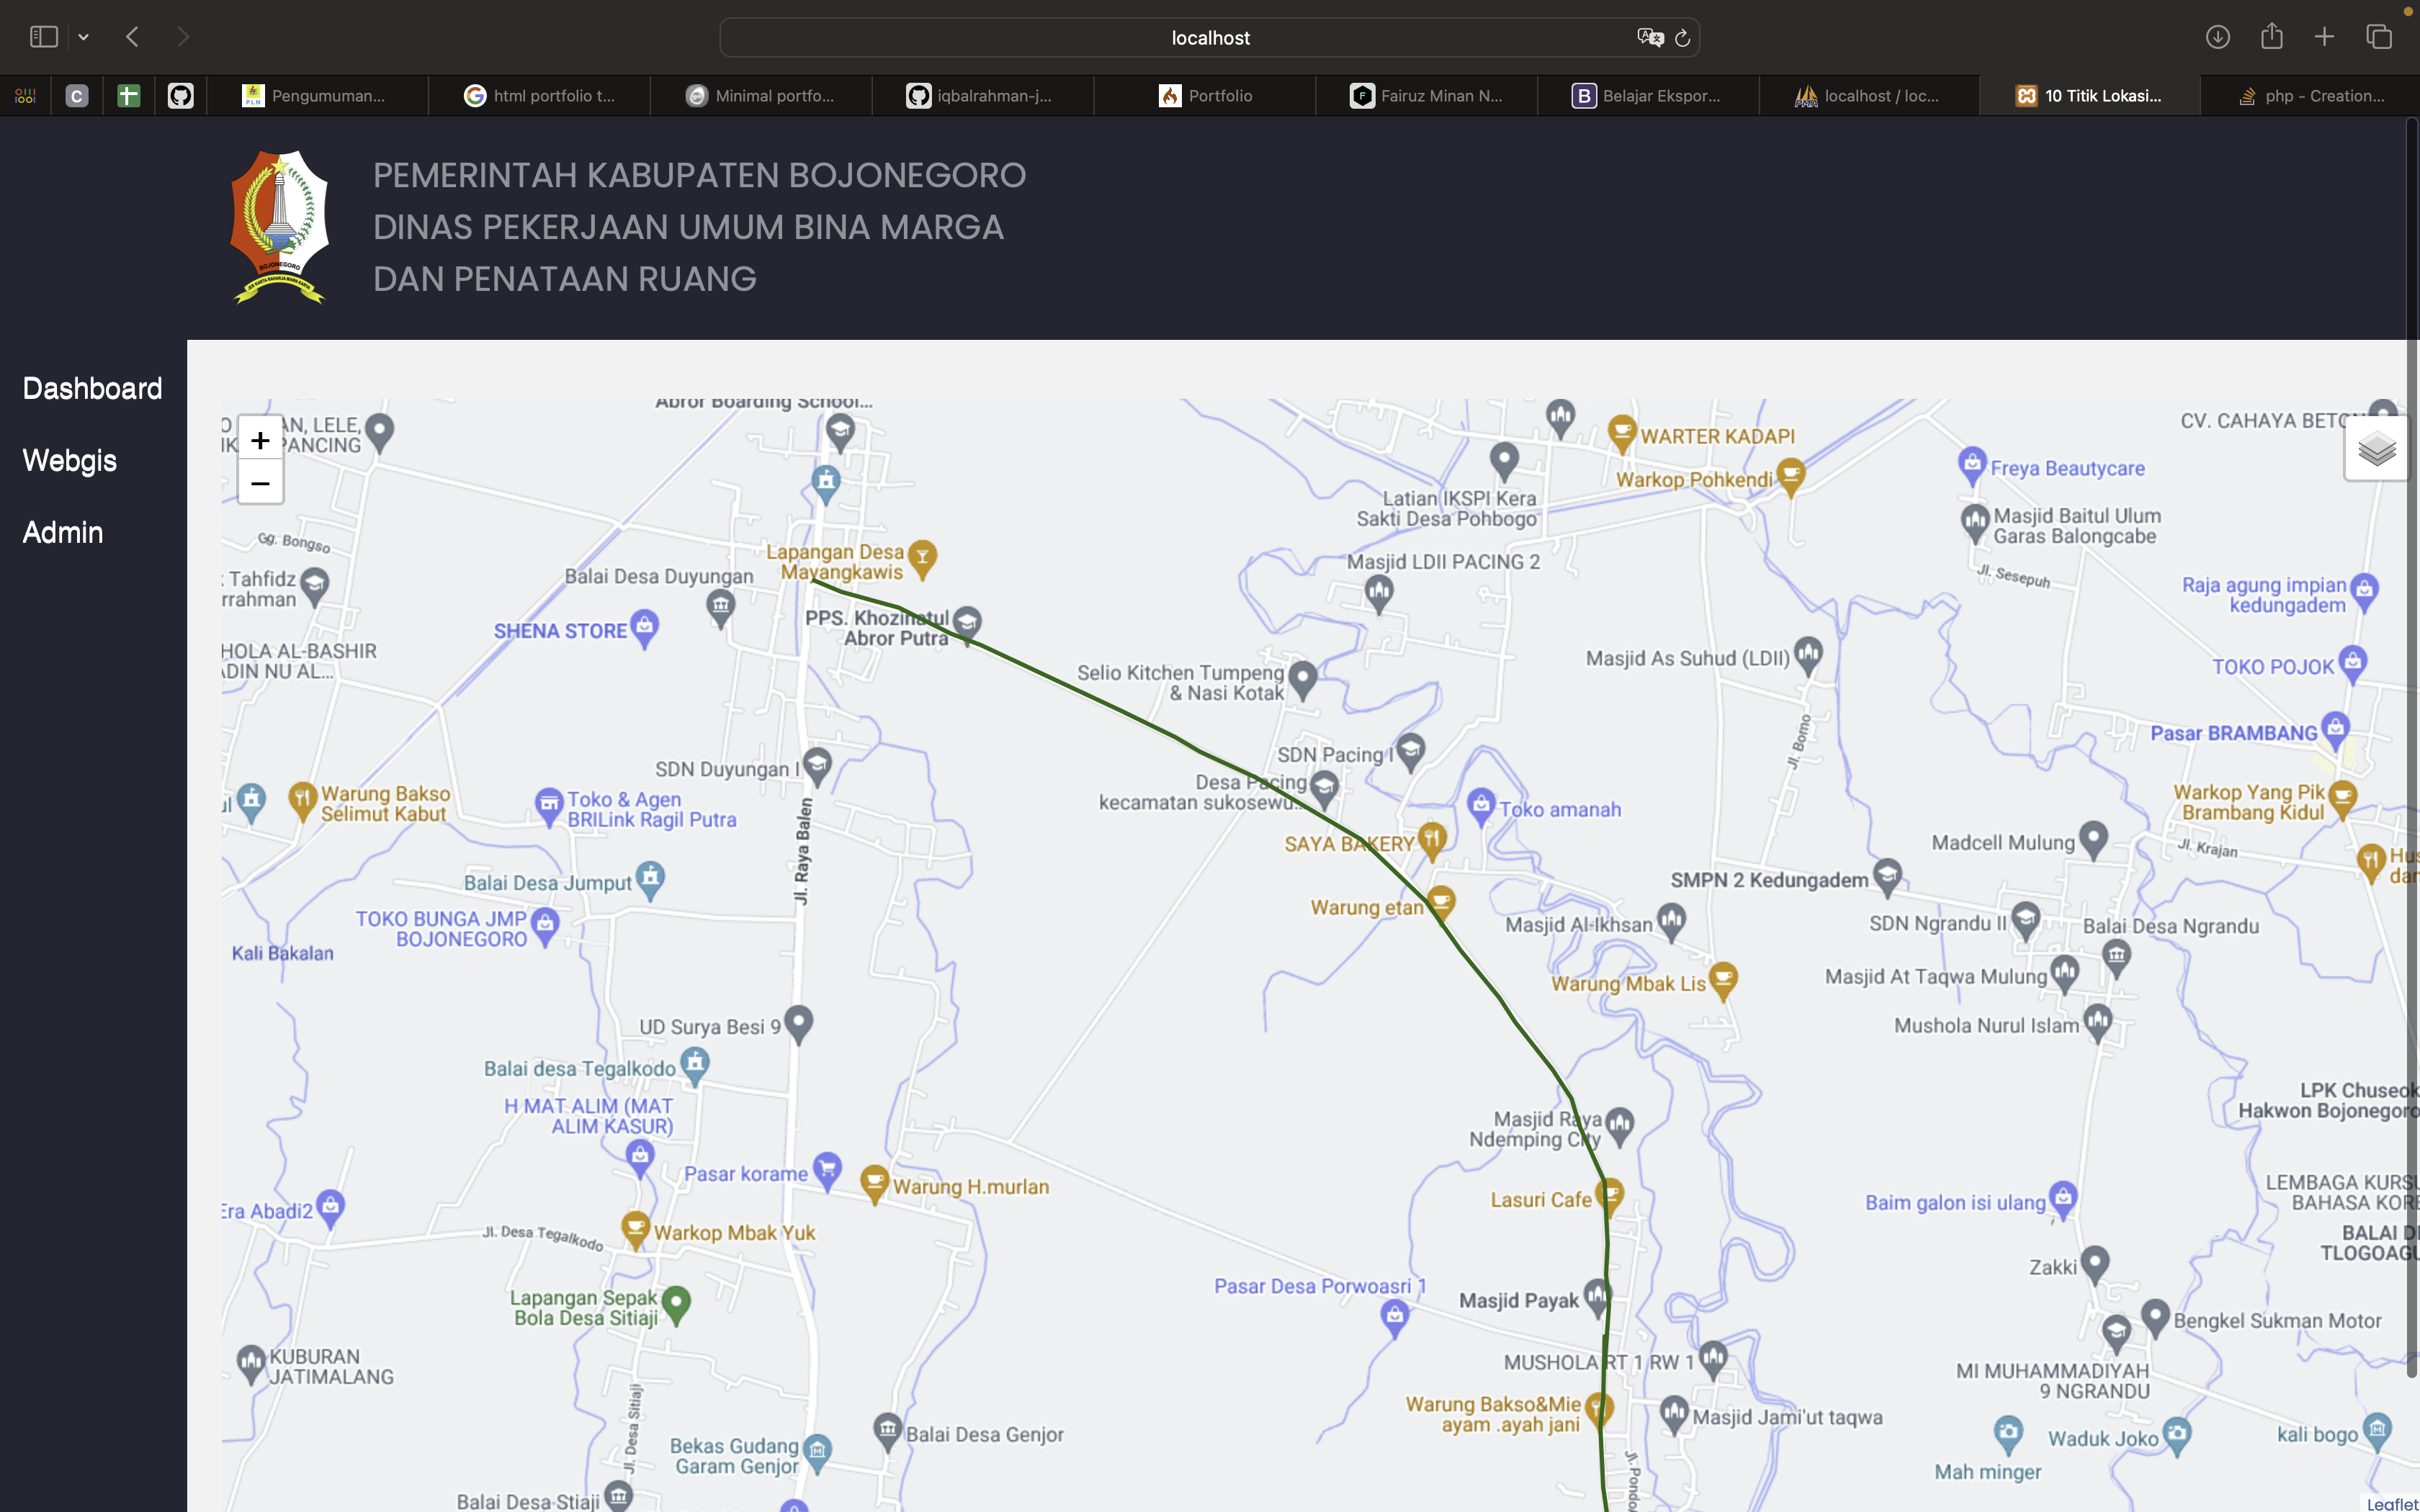 localhost
Pengumuman...
html portfolio t...
Minimal portfo...
iqbalrahman-j...
Portfolio
Fairuz Minan N...
Belajar Ekspor...
localhost / loc...
10 Titik Lokasi...
php - Creation...
PEMERINTAH KABUPATEN BOJONEGORO
DINAS PEKERJAAN UMUM BINA MARGA
DAN PENATAAN RUANG
BOJONEGORO
Dashboard
Webgis
Admin
+
−
AN, LELE,
PANCING
Abror Boarding School...
WARTER KADAPI
Warkop Pohkendi
CV. CAHAYA BETO
Freya Beautycare
Latian IKSPI Kera
Sakti Desa Pohbogo
Masjid Baitul Ulum
Garas Balongcabe
Gg. Bongso
Lapangan Desa
Mayangkawis
Balai Desa Duyungan
Masjid LDII PACING 2
Jl. Sesepuh
Tahfidz
rrahman
Raja agung impian
kedungadem
SHENA STORE
PPS. Khozinatul
Abror Putra
HOLA AL-BASHIR
ADIN NU AL...
Selio Kitchen Tumpeng
& Nasi Kotak
Masjid As Suhud (LDII)
TOKO POJOK
Jl. Bomo
Pasar BRAMBANG
SDN Duyungan I
SDN Pacing I
Desa Pacing
kecamatan sukosewu...
Warung Bakso
Selimut Kabut
Toko & Agen
BRILink Ragil Putra
Jl. Raya Balen
Toko amanah
Warkop Yang Pik
Brambang Kidul
SAYA BAKERY
Madcell Mulung
Jl. Krajan
Hus
dan
Balai Desa Jumput
SMPN 2 Kedungadem
TOKO BUNGA JMP
BOJONEGORO
Warung etan
Masjid Al-Ikhsan
SDN Ngrandu II
Balai Desa Ngrandu
Kali Bakalan
Masjid At Taqwa Mulung
Warung Mbak Lis
UD Surya Besi 9
Mushola Nurul Islam
Balai desa Tegalkodo
H MAT ALIM (MAT
ALIM KASUR)
LPK Chuseok
Hakwon Bojonegoro
Masjid Raya
Ndemping City
Pasar korame
Warung H.murlan
Lasuri Cafe
LEMBAGA KURSU
BAHASA KORE
Era Abadi2
Baim galon isi ulang
Jl. Desa Tegalkodo
Warkop Mbak Yuk
BALAI D
TLOGOAGU
Zakki
Pasar Desa Porwoasri 1
Masjid Payak
Lapangan Sepak
Bola Desa Sitiaji
Bengkel Sukman Motor
KUBURAN
JATIMALANG
MUSHOLA RT 1 RW 1
MI MUHAMMADIYAH
9 NGRANDU
Jl. Desa Sitiaji
Warung Bakso&Mie
ayam .ayah jani
Masjid Jami'ut taqwa
Balai Desa Genjor
Bekas Gudang
Garam Genjor
Waduk Joko
kali bogo
Mah minger
Jl. Pondo
Balai Desa Stiaji
Leaflet